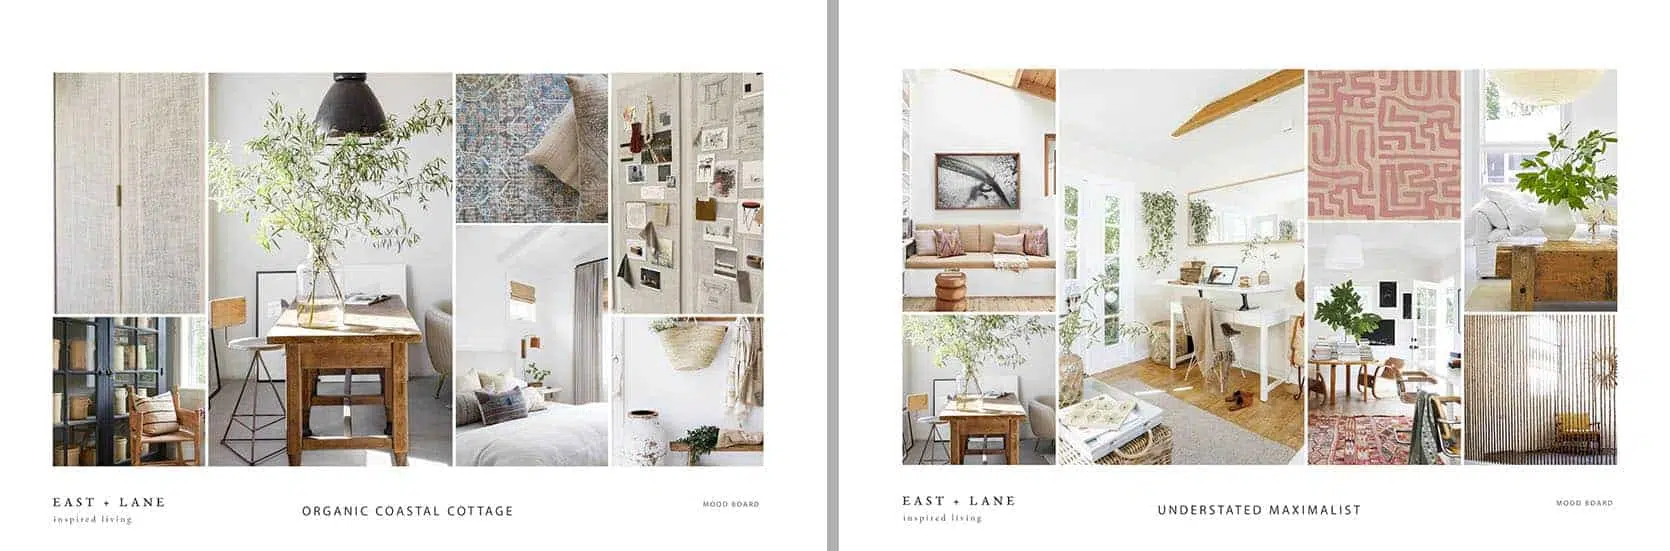 EAST + LANE
inspired living
ORGANIC COASTAL COTTAGE
MOOD BOARD
EAST + LANE
inspired living
UNDERSTATED MAXIMALIST
MOOD BOARD